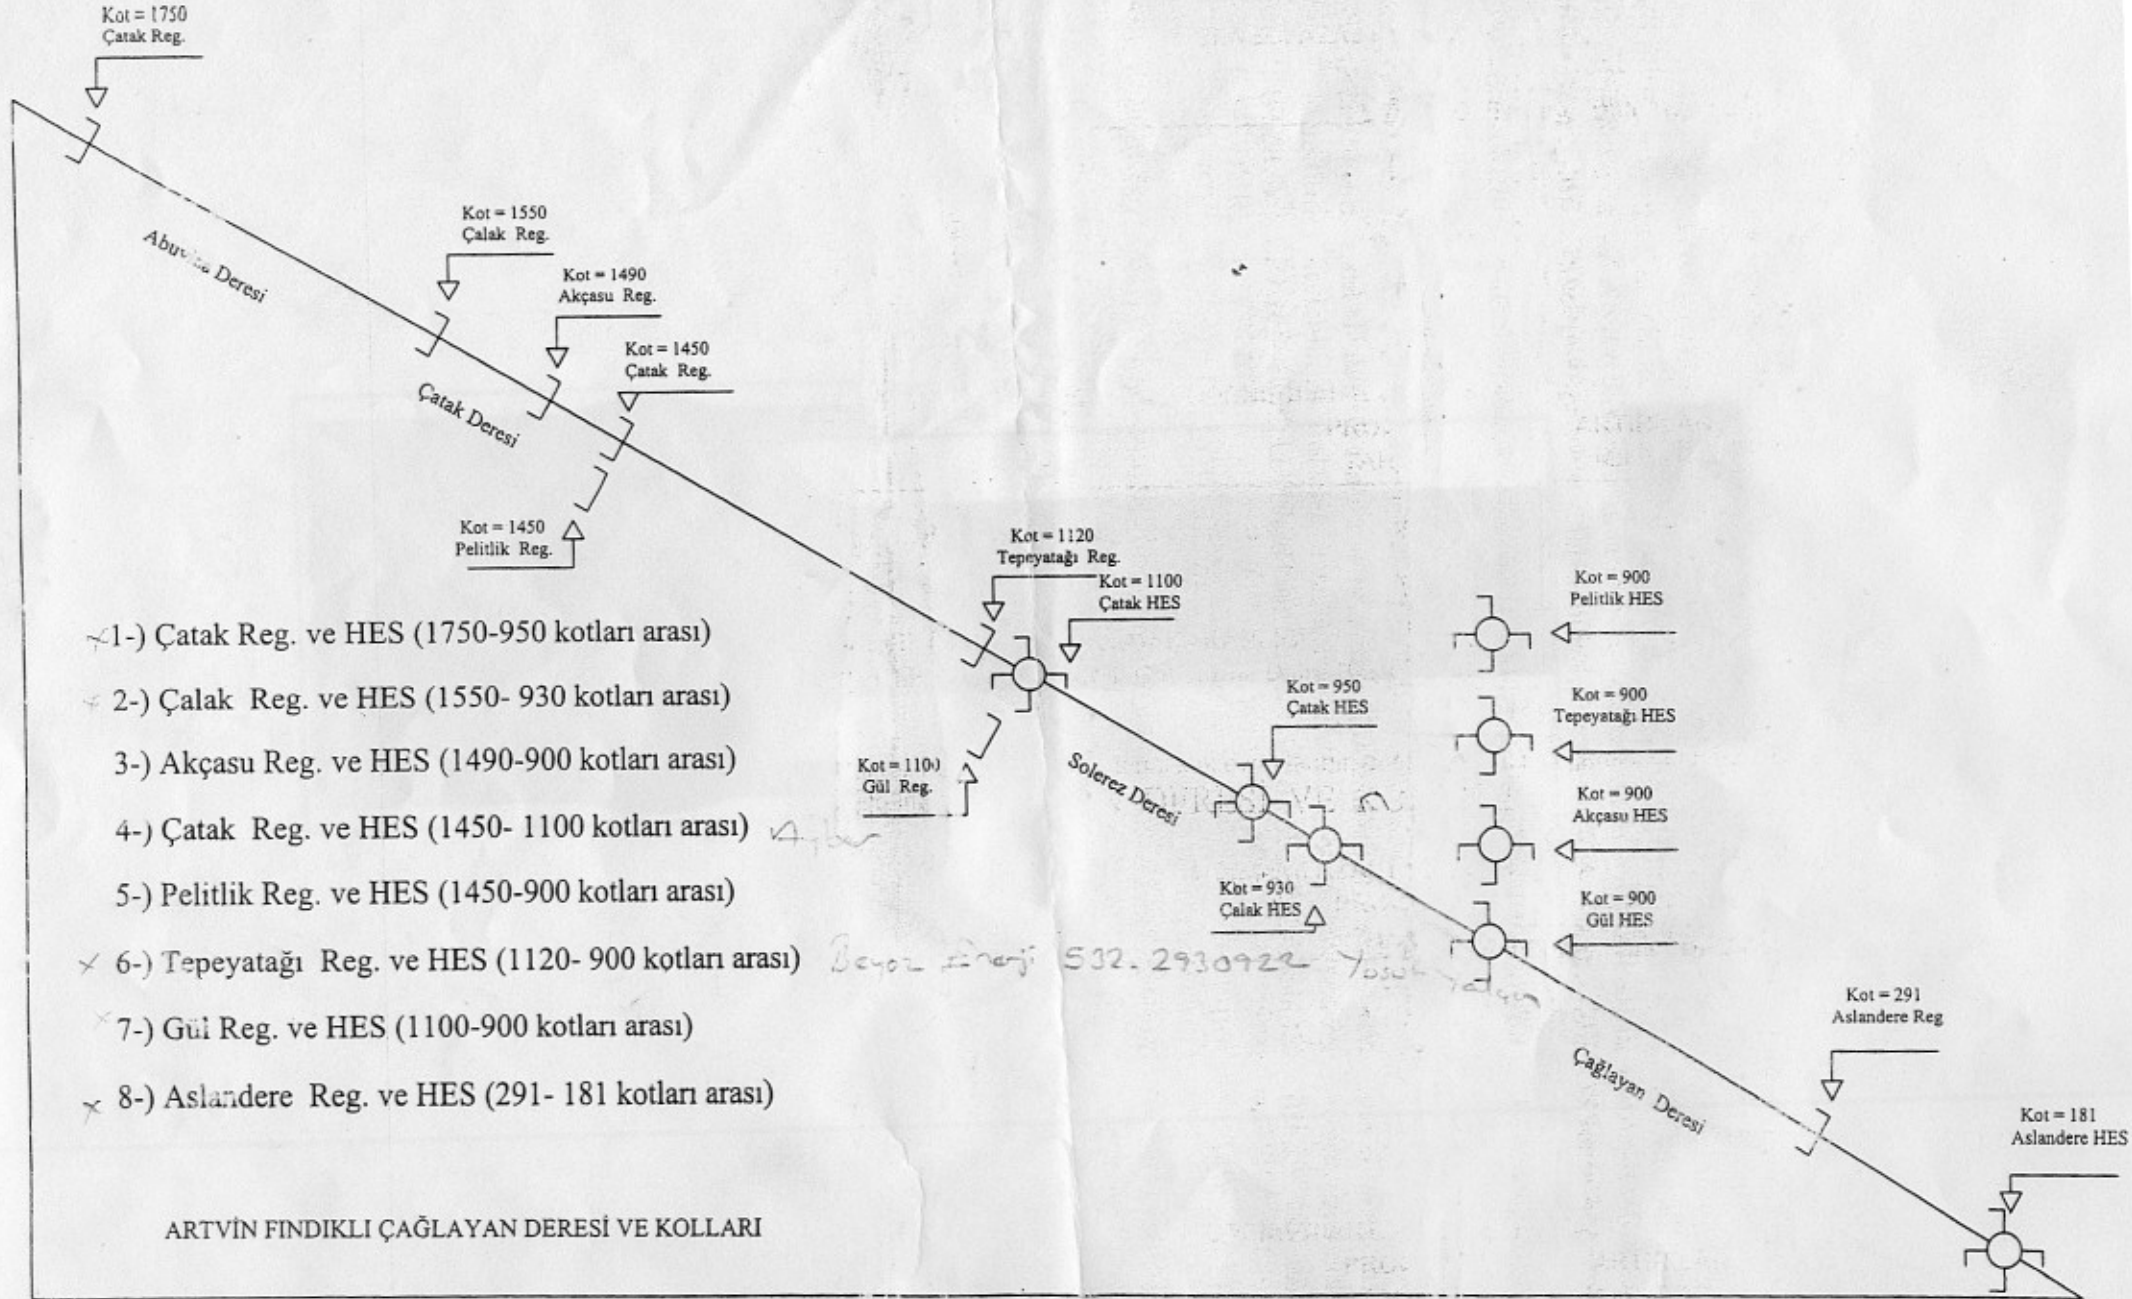 Kot = 1750
Çatak Reg.
Kot = 1550
Çalak Reg.
Kot = 1490
Akçasu Reg.
Kot = 1450
Çatak Reg.
Kot = 1450
Pelitlik Reg.
Deresi
Çatak Deresi
Kot = 1120
Tepeyatağı Reg.
Kot = 1100
Çatak HES
Kot = 1100
Gül Reg.
Solerez Deresi
Kot = 950
Çatak HES
Kot = 930
Çalak HES
Kot = 900
Pelitlik HES
Kot = 900
Tepeyatağı HES
Kot = 900
Akçasu HES
Kot = 900
Gül HES
Çağlayan Deresi
Kot = 291
Aslandere Reg
Kot = 181
Aslandere HES
1-) Çatak Reg. ve HES (1750-950 kotları arası)
2-) Çalak Reg. ve HES (1550- 930 kotları arası)
3-) Akçasu Reg. ve HES (1490-900 kotları arası)
4-) Çatak Reg. ve HES (1450- 1100 kotları arası)
5-) Pelitlik Reg. ve HES (1450-900 kotları arası)
6-) Tepeyatağı Reg. ve HES (1120- 900 kotları arası) 532.2930922
7-) Gül Reg. ve HES (1100-900 kotları arası)
8-) Aslandere Reg. ve HES (291- 181 kotları arası)
ARTVİN FINDIKLI ÇAĞLAYAN DERESİ VE KOLLARI